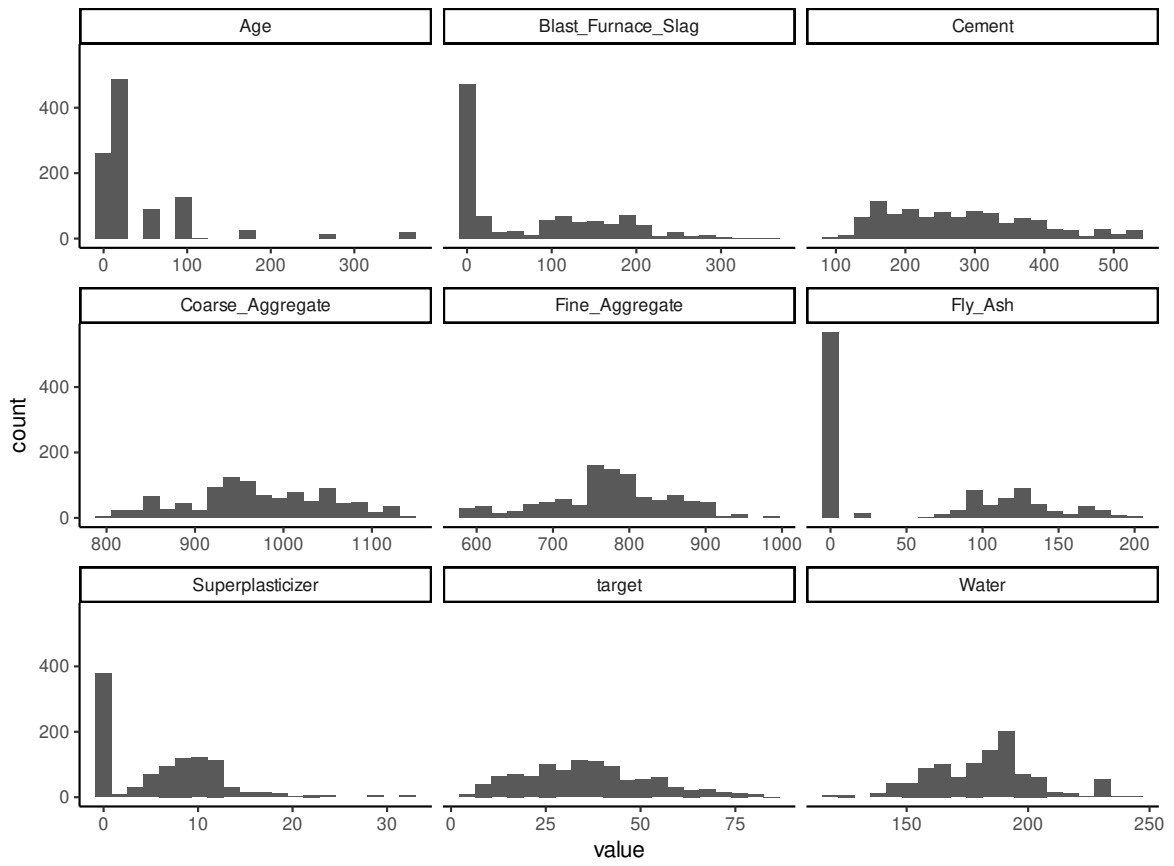 Age Blast_Furnace_Slag Cement
400
200
0
0 100 200 300 0 100 200 300 100 200 300 400 500
Coarse_Aggregate Fine_Aggregate Fly_Ash
400
200
0
800 900 1000 1100 600 700 800 900 1000 0 50 100 150 200
Superplasticizer target Water
400
200
0
0 10 20 30 0 25 50 75 150 200 250
count
value